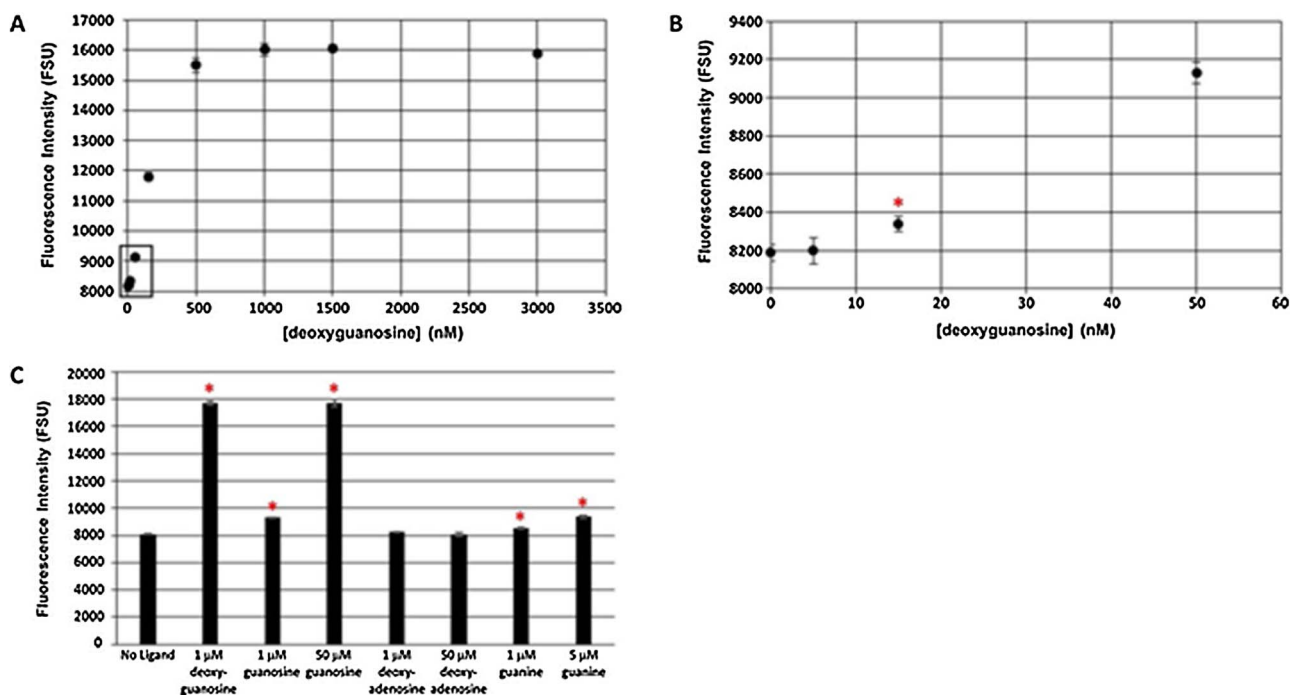 A
Fluorescence Intensity (FSU)
17000
16000
15000
14000
13000
12000
11000
10000
9000
8000
0 500 1000 1500 2000 2500 3000 3500
[deoxyguanosine] (nM)
B
Fluorescence Intensity (FSU)
9400
9200
9000
8800
8600
*
8400
8200
8000
0 10 20 30 40 50 60
[deoxyguanosine] (nM)
C
Fluorescence Intensity (FSU)
20000
18000
16000
14000
12000
10000
8000
6000
4000
2000
0
* * * * *
No Ligand 1 µM 1 µM 50 µM 1 µM 50 µM 1 µM 5 µM
deoxy- guanosine guanosine deoxy- deoxy- guanine guanine
guanosine adenosine adenosine